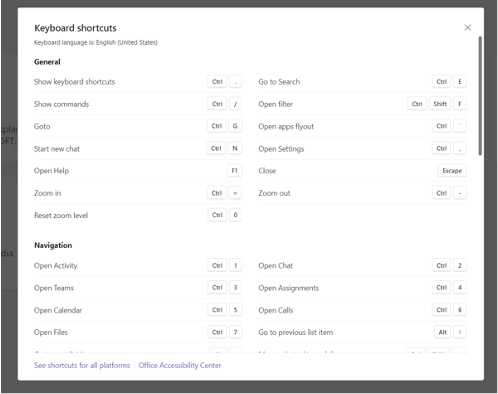 Keyboard shortcuts
Keyboard language is: English (United States)
General
Show keyboard shortcuts Ctrl . Go to Search Ctrl E
Show commands Ctrl / Open filter Ctrl Shift F
Goto Ctrl G Open apps flyout Ctrl `
Start new chat Ctrl N Open Settings Ctrl ,
Open Help F1 Close Escape
Zoom in Ctrl = Zoom out Ctrl -
Reset zoom level Ctrl 0
Navigation
Open Activity Ctrl 1 Open Chat Ctrl 2
Open Teams Ctrl 3 Open Assignments Ctrl 4
Open Calendar Ctrl 5 Open Calls Ctrl 6
Open Files Ctrl 7 Go to previous list item Alt ↑
See shortcuts for all platforms | Office Accessibility Center